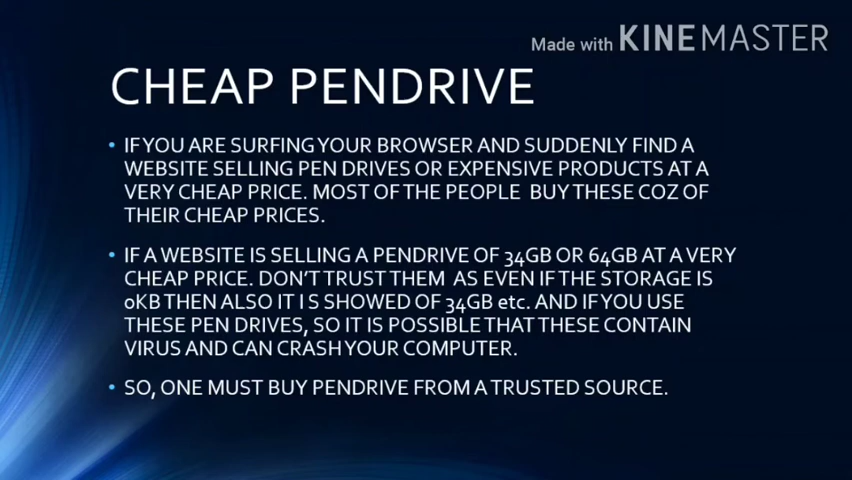 Made with KINEMASTER
CHEAP PENDRIVE
• IF YOU ARE SURFING YOUR BROWSER AND SUDDENLY FIND A
WEBSITE SELLING PEN DRIVES OR EXPENSIVE PRODUCTS AT A
VERY CHEAP PRICE. MOST OF THE PEOPLE BUY THESE COZ OF
THEIR CHEAP PRICES.
• IF A WEBSITE IS SELLING A PENDRIVE OF 34GB OR 64GB AT A VERY
CHEAP PRICE. DON'T TRUST THEM AS EVEN IF THE STORAGE IS
0KB THEN ALSO IT I S SHOWED OF 34GB etc. AND IF YOU USE
THESE PEN DRIVES, SO IT IS POSSIBLE THAT THESE CONTAIN
VIRUS AND CAN CRASH YOUR COMPUTER.
• SO, ONE MUST BUY PENDRIVE FROM A TRUSTED SOURCE.